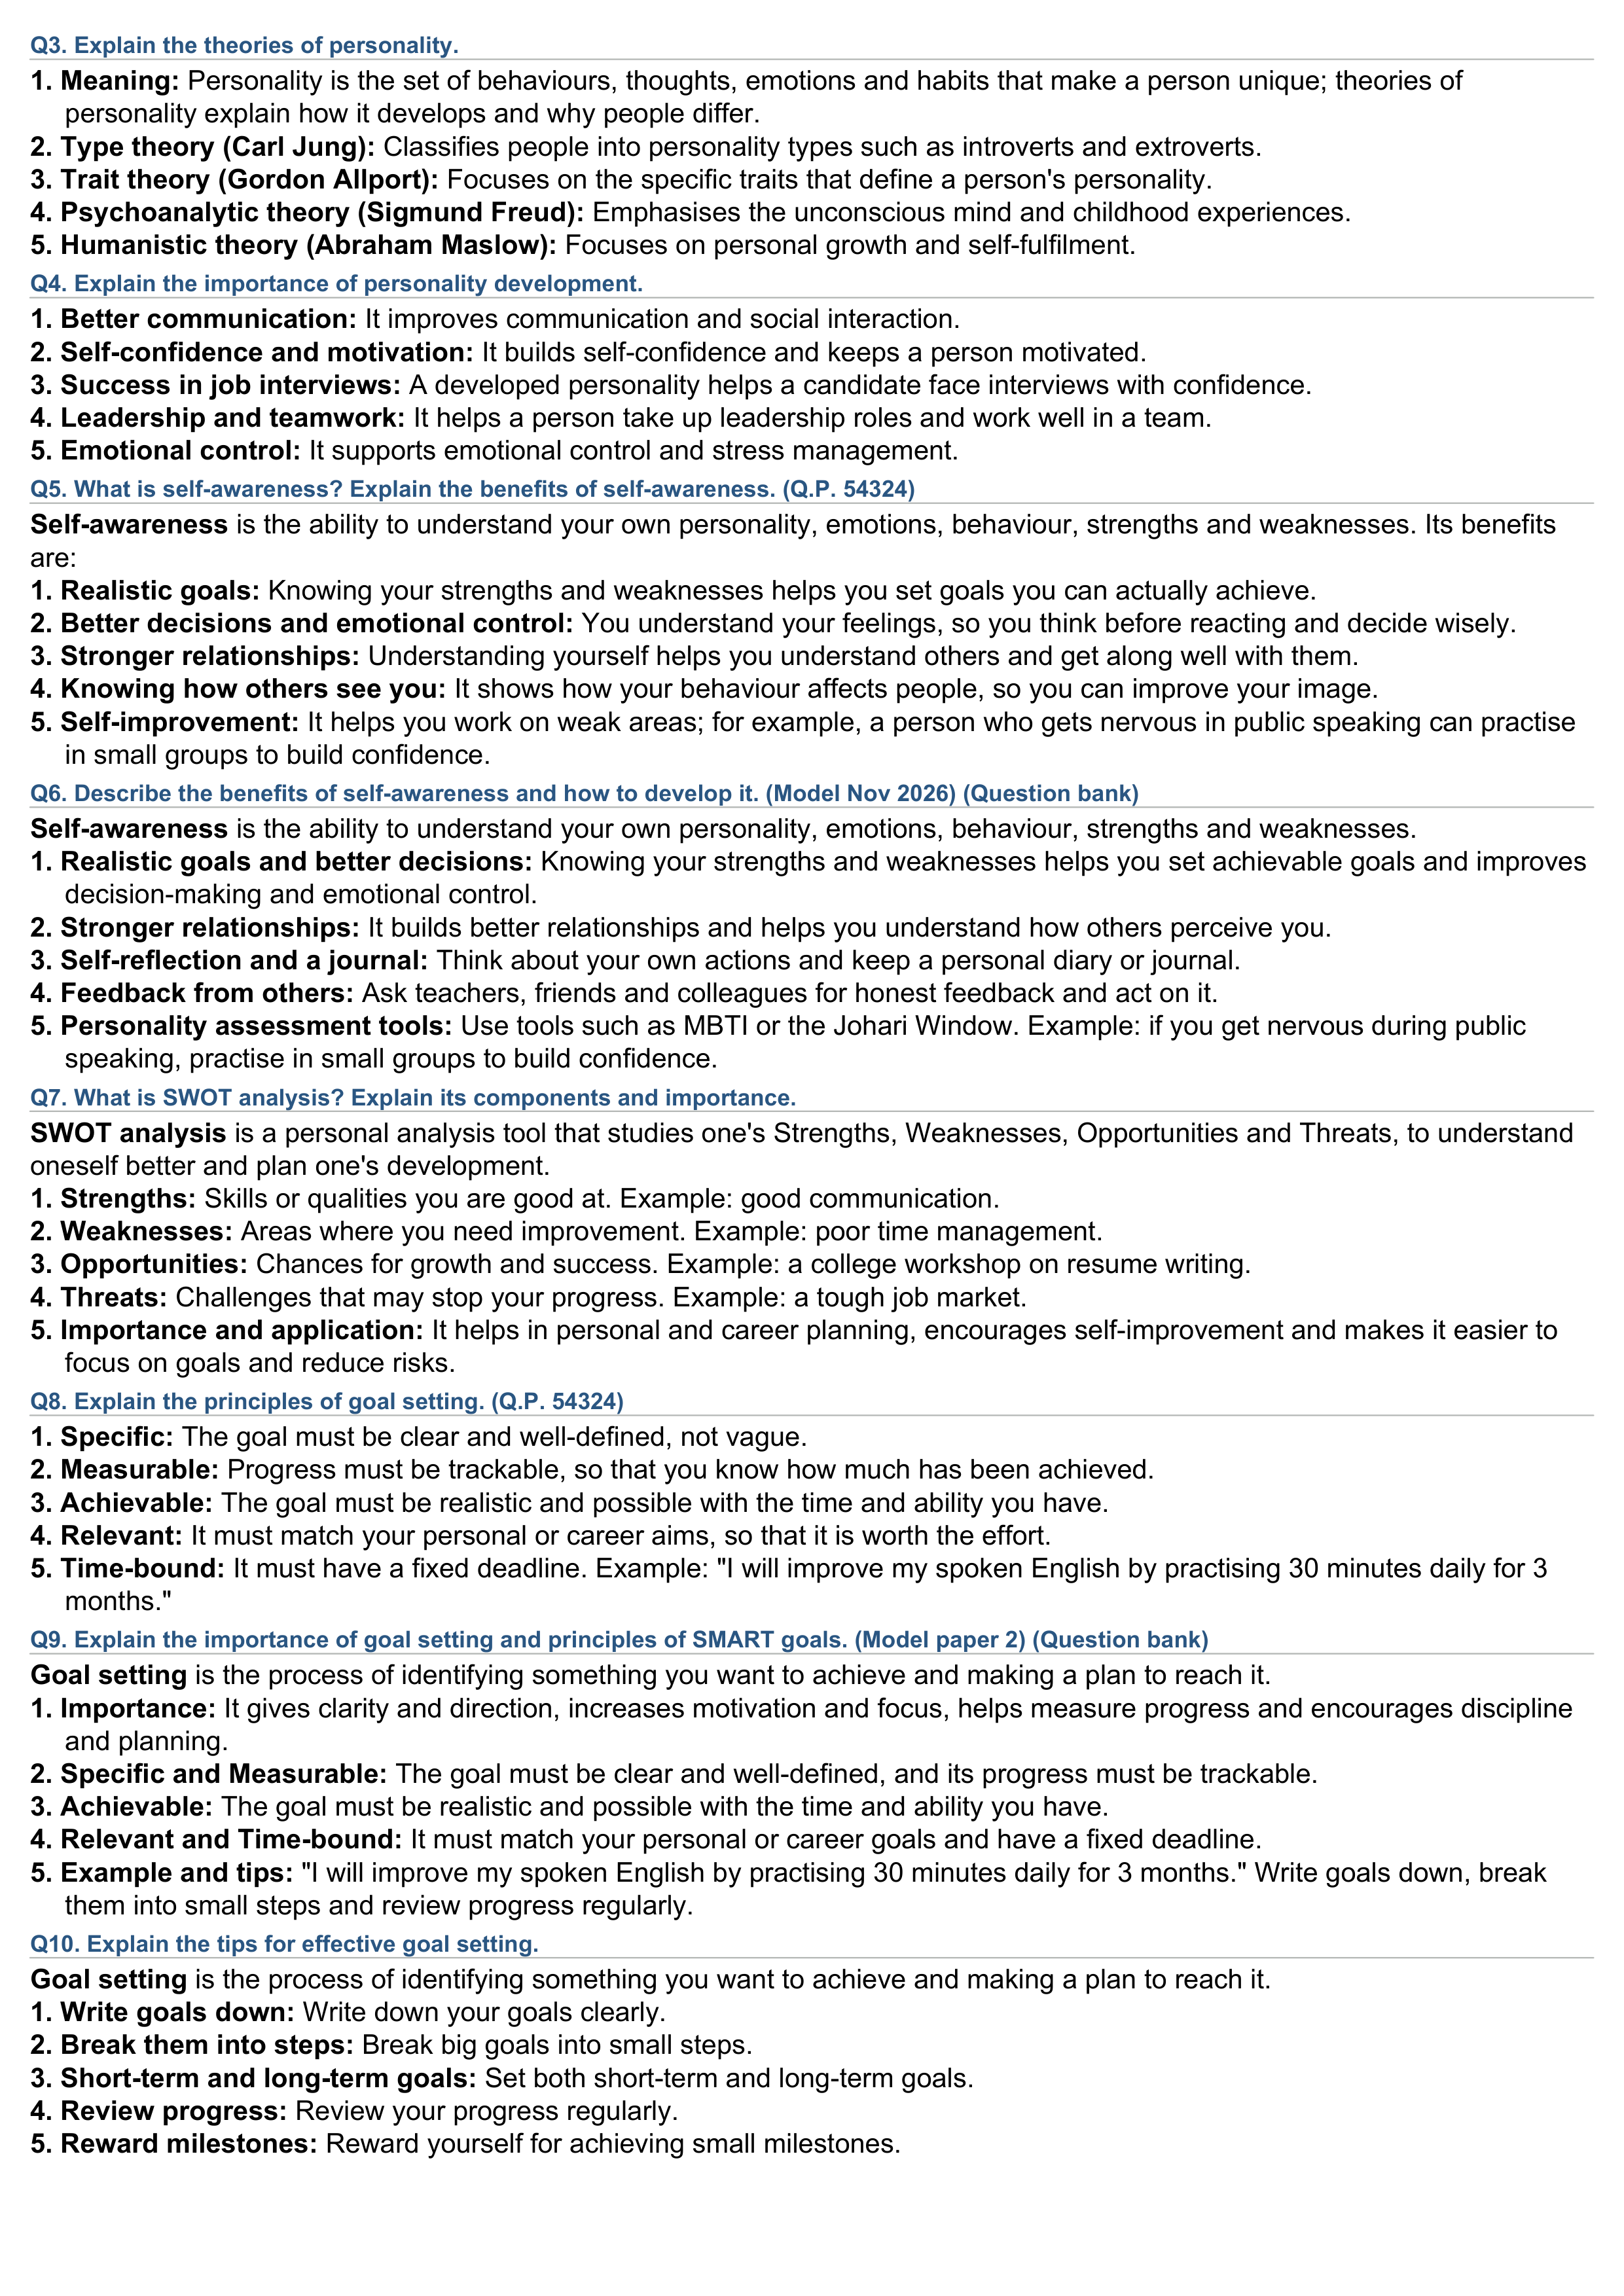 Q3. Explain the theories of personality.
1. Meaning: Personality is the set of behaviours, thoughts, emotions and habits that make a person unique; theories of
personality explain how it develops and why people differ.
2. Type theory (Carl Jung): Classifies people into personality types such as introverts and extroverts.
3. Trait theory (Gordon Allport): Focuses on the specific traits that define a person's personality.
4. Psychoanalytic theory (Sigmund Freud): Emphasises the unconscious mind and childhood experiences.
5. Humanistic theory (Abraham Maslow): Focuses on personal growth and self-fulfilment.
Q4. Explain the importance of personality development.
1. Better communication: It improves communication and social interaction.
2. Self-confidence and motivation: It builds self-confidence and keeps a person motivated.
3. Success in job interviews: A developed personality helps a candidate face interviews with confidence.
4. Leadership and teamwork: It helps a person take up leadership roles and work well in a team.
5. Emotional control: It supports emotional control and stress management.
Q5. What is self-awareness? Explain the benefits of self-awareness. (Q.P. 54324)
Self-awareness is the ability to understand your own personality, emotions, behaviour, strengths and weaknesses. Its benefits
are:
1. Realistic goals: Knowing your strengths and weaknesses helps you set goals you can actually achieve.
2. Better decisions and emotional control: You understand your feelings, so you think before reacting and decide wisely.
3. Stronger relationships: Understanding yourself helps you understand others and get along well with them.
4. Knowing how others see you: It shows how your behaviour affects people, so you can improve your image.
5. Self-improvement: It helps you work on weak areas; for example, a person who gets nervous in public speaking can practise
in small groups to build confidence.
Q6. Describe the benefits of self-awareness and how to develop it. (Model Nov 2026) (Question bank)
Self-awareness is the ability to understand your own personality, emotions, behaviour, strengths and weaknesses.
1. Realistic goals and better decisions: Knowing your strengths and weaknesses helps you set achievable goals and improves
decision-making and emotional control.
2. Stronger relationships: It builds better relationships and helps you understand how others perceive you.
3. Self-reflection and a journal: Think about your own actions and keep a personal diary or journal.
4. Feedback from others: Ask teachers, friends and colleagues for honest feedback and act on it.
5. Personality assessment tools: Use tools such as MBTI or the Johari Window. Example: if you get nervous during public
speaking, practise in small groups to build confidence.
Q7. What is SWOT analysis? Explain its components and importance.
SWOT analysis is a personal analysis tool that studies one's Strengths, Weaknesses, Opportunities and Threats, to understand
oneself better and plan one's development.
1. Strengths: Skills or qualities you are good at. Example: good communication.
2. Weaknesses: Areas where you need improvement. Example: poor time management.
3. Opportunities: Chances for growth and success. Example: a college workshop on resume writing.
4. Threats: Challenges that may stop your progress. Example: a tough job market.
5. Importance and application: It helps in personal and career planning, encourages self-improvement and makes it easier to
focus on goals and reduce risks.
Q8. Explain the principles of goal setting. (Q.P. 54324)
1. Specific: The goal must be clear and well-defined, not vague.
2. Measurable: Progress must be trackable, so that you know how much has been achieved.
3. Achievable: The goal must be realistic and possible with the time and ability you have.
4. Relevant: It must match your personal or career aims, so that it is worth the effort.
5. Time-bound: It must have a fixed deadline. Example: "I will improve my spoken English by practising 30 minutes daily for 3
months."
Q9. Explain the importance of goal setting and principles of SMART goals. (Model paper 2) (Question bank)
Goal setting is the process of identifying something you want to achieve and making a plan to reach it.
1. Importance: It gives clarity and direction, increases motivation and focus, helps measure progress and encourages discipline
and planning.
2. Specific and Measurable: The goal must be clear and well-defined, and its progress must be trackable.
3. Achievable: The goal must be realistic and possible with the time and ability you have.
4. Relevant and Time-bound: It must match your personal or career goals and have a fixed deadline.
5. Example and tips: "I will improve my spoken English by practising 30 minutes daily for 3 months." Write goals down, break
them into small steps and review progress regularly.
Q10. Explain the tips for effective goal setting.
Goal setting is the process of identifying something you want to achieve and making a plan to reach it.
1. Write goals down: Write down your goals clearly.
2. Break them into steps: Break big goals into small steps.
3. Short-term and long-term goals: Set both short-term and long-term goals.
4. Review progress: Review your progress regularly.
5. Reward milestones: Reward yourself for achieving small milestones.